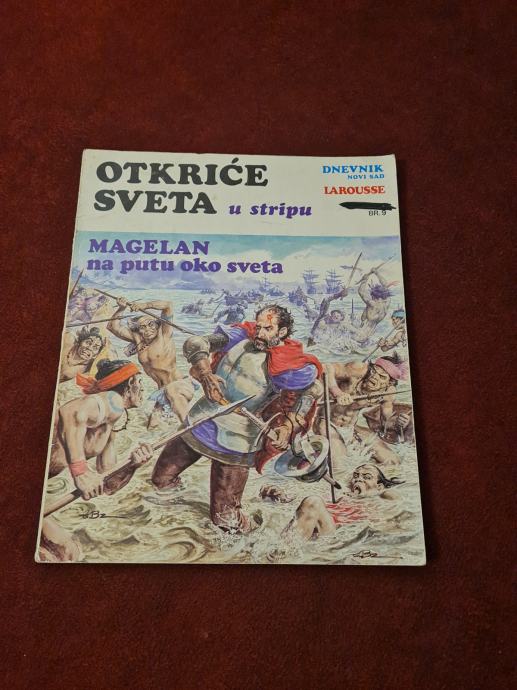 OTKRIĆE
SVETA u stripu
DNEVNIK
NOVI SAD
LAROUSSE
BR. 9
MAGELAN
na putu oko sveta